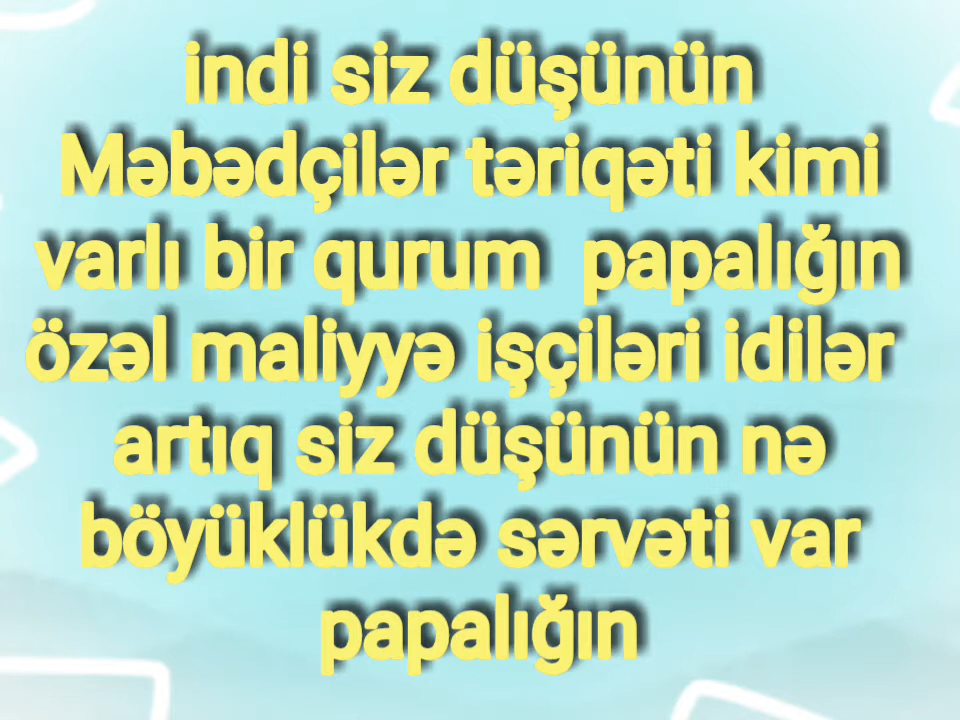 indi siz düşünün
Məbədçilər təriqəti kimi
varlı bir qurum papalığın
özəl maliyyə işçiləri idilər
artıq siz düşünün nə
böyüklükdə sərvəti var
papalığın